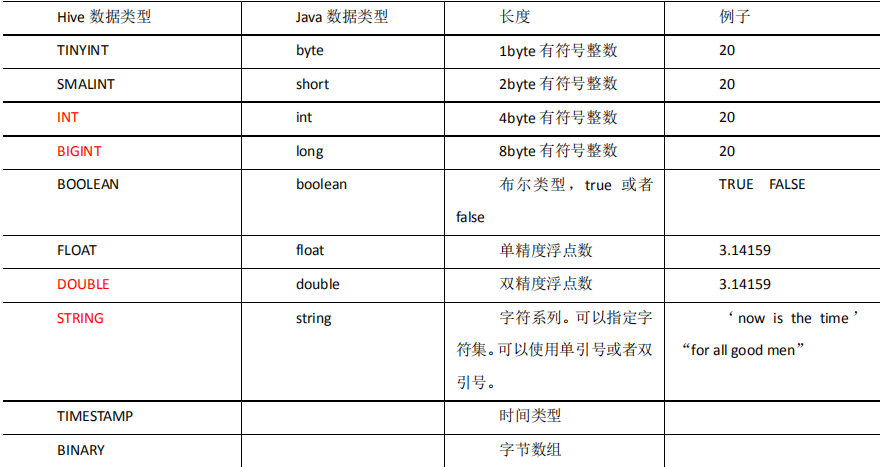 Hive 数据类型 Java 数据类型 长度 例子
TINYINT byte 1byte 有符号整数 20
SMALINT short 2byte 有符号整数 20
INT int 4byte 有符号整数 20
BIGINT long 8byte 有符号整数 20
BOOLEAN boolean 布尔类型，true 或者 TRUE FALSE
false
FLOAT float 单精度浮点数 3.14159
DOUBLE double 双精度浮点数 3.14159
STRING string 字符系列。可以指定字 ‘now is the time’
符集。可以使用单引号或者双 “for all good men”
引号。
TIMESTAMP 时间类型
BINARY 字节数组